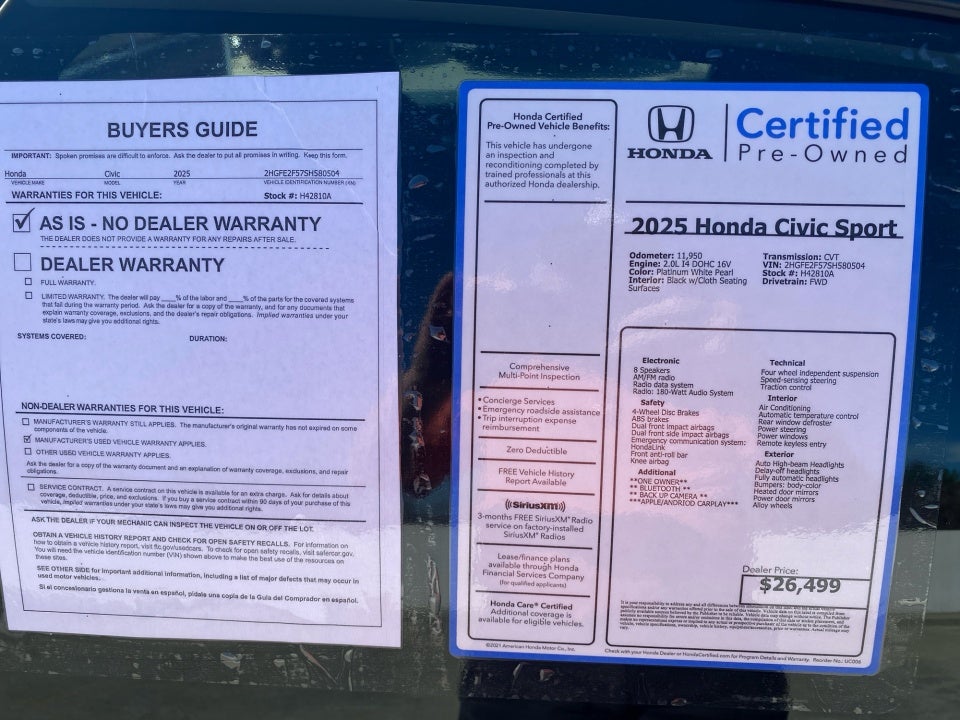 BUYERS GUIDE
IMPORTANT: Spoken promises are difficult to enforce. Ask the dealer to put all promises in writing. Keep this form.
Honda Civic 2025 2HGFE2F57SH580504
VEHICLE MAKE MODEL YEAR VEHICLE IDENTIFICATION NUMBER (VIN)
WARRANTIES FOR THIS VEHICLE: Stock #: H42810A
AS IS - NO DEALER WARRANTY
THE DEALER DOES NOT PROVIDE A WARRANTY FOR ANY REPAIRS AFTER SALE.
DEALER WARRANTY
FULL WARRANTY.
LIMITED WARRANTY. The dealer will pay ____% of the labor and ____% of the parts for the covered systems
that fail during the warranty period. Ask the dealer for a copy of the warranty, and for any documents that
explain warranty coverage, exclusions, and the dealer's repair obligations. Implied warranties under your
state's laws may give you additional rights.
SYSTEMS COVERED: DURATION:
NON-DEALER WARRANTIES FOR THIS VEHICLE:
MANUFACTURER'S WARRANTY STILL APPLIES. The manufacturer's original warranty has not expired on some
components of the vehicle.
MANUFACTURER'S USED VEHICLE WARRANTY APPLIES.
OTHER USED VEHICLE WARRANTY APPLIES.
Ask the dealer for a copy of the warranty document and an explanation of warranty coverage, exclusions, and repair
obligations.
SERVICE CONTRACT. A service contract on this vehicle is available for an extra charge. Ask for details about
coverage, deductible, price, and exclusions. If you buy a service contract within 90 days of your purchase of this
vehicle, implied warranties under your state's laws may give you additional rights.
ASK THE DEALER IF YOUR MECHANIC CAN INSPECT THE VEHICLE ON OR OFF THE LOT.
OBTAIN A VEHICLE HISTORY REPORT AND CHECK FOR OPEN SAFETY RECALLS. For information on
how to obtain a vehicle history report, visit ftc.gov/usedcars. To check for open safety recalls, visit safercar.gov.
You will need the vehicle identification number (VIN) shown above to make the best use of the resources on
these sites.
SEE OTHER SIDE for important additional information, including a list of major defects that may occur in
used motor vehicles.
Si el concesionario gestiona la venta en español, pídale una copia de la Guía del Comprador en español.
Honda Certified
Pre-Owned Vehicle Benefits:
This vehicle has undergone
an inspection and
reconditioning completed by
trained professionals at this
authorized Honda dealership.
Comprehensive
Multi-Point Inspection
• Concierge Services
• Emergency roadside assistance
• Trip interruption expense
reimbursement
Zero Deductible
FREE Vehicle History
Report Available
((SiriusXM))
3-months FREE SiriusXM® Radio
service on factory-installed
SiriusXM® Radios
Lease/finance plans
available through Honda
Financial Services Company
(for qualified applicants)
Honda Care® Certified
Additional coverage is
available for eligible vehicles.
©2021 American Honda Motor Co., Inc.
HONDA
Certified
Pre-Owned
2025 Honda Civic Sport
Odometer: 11,950
Engine: 2.0L I4 DOHC 16V
Color: Platinum White Pearl
Interior: Black w/Cloth Seating
Surfaces
Transmission: CVT
VIN: 2HGFE2F57SH580504
Stock #: H42810A
Drivetrain: FWD
Electronic
8 Speakers
AM/FM radio
Radio data system
Radio: 180-Watt Audio System
Safety
4-Wheel Disc Brakes
ABS brakes
Dual front impact airbags
Dual front side impact airbags
Emergency communication system:
HondaLink
Front anti-roll bar
Knee airbag
Additional
**ONE OWNER**
** BLUETOOTH **
** BACK UP CAMERA **
***APPLE/ANDRIOD CARPLAY***
Technical
Four wheel independent suspension
Speed-sensing steering
Traction control
Interior
Air Conditioning
Automatic temperature control
Rear window defroster
Power steering
Power windows
Remote keyless entry
Exterior
Auto High-beam Headlights
Delay-off headlights
Fully automatic headlights
Bumpers: body-color
Heated door mirrors
Power door mirrors
Alloy wheels
Dealer Price:
$26,499
Check with your Honda Dealer or HondaCertified.com for Program Details and Warranty. Reorder No.: UC006